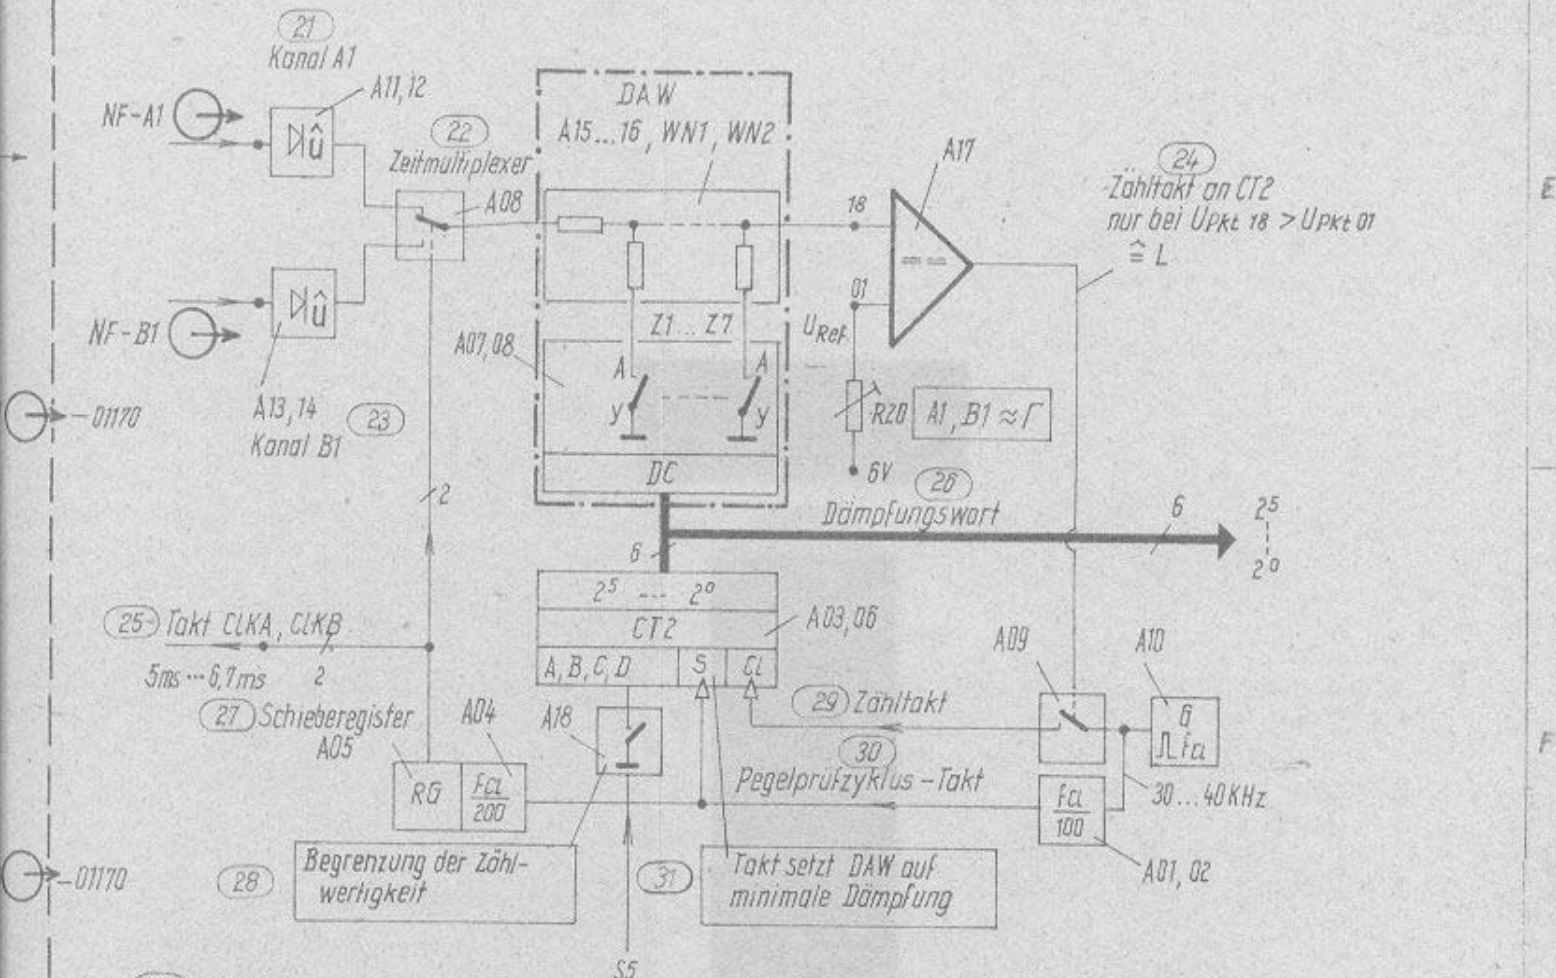 21
Kanal A1
A11,12
NF-A1
û
22
Zeitmultiplexer
A08
NF-B1
û
A13,14
23
Kanal B1
01170
DAW
A15...16, WN1, WN2
Z1...Z7
A07,08
A
A
y
y
DC
18
A17
01
URef
R20
A1, B1 ≈ Γ
6V
24
Zähltakt an CT2
nur bei UPkt 18 > UPkt 01
≙ L
2
26
Dämpfungswort
6
6
2⁵
2⁰
2⁵ --- 2⁰
CT2
A03,06
A, B, C, D
S
CL
25
Takt CLKA, CLKB
5ms...6,7ms
2
27
Schieberegister
A05
A04
RG
fCL
200
A18
29
Zähltakt
30
Pegelprüfzyklus-Takt
A09
A10
G
fCL
30...40KHz
fCL
100
A01, 02
28
Begrenzung der Zähl-
wertigkeit
31
Takt setzt DAW auf
minimale Dämpfung
S5
01170
E
F